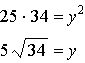 25 · 34 = y²
5√34 = y